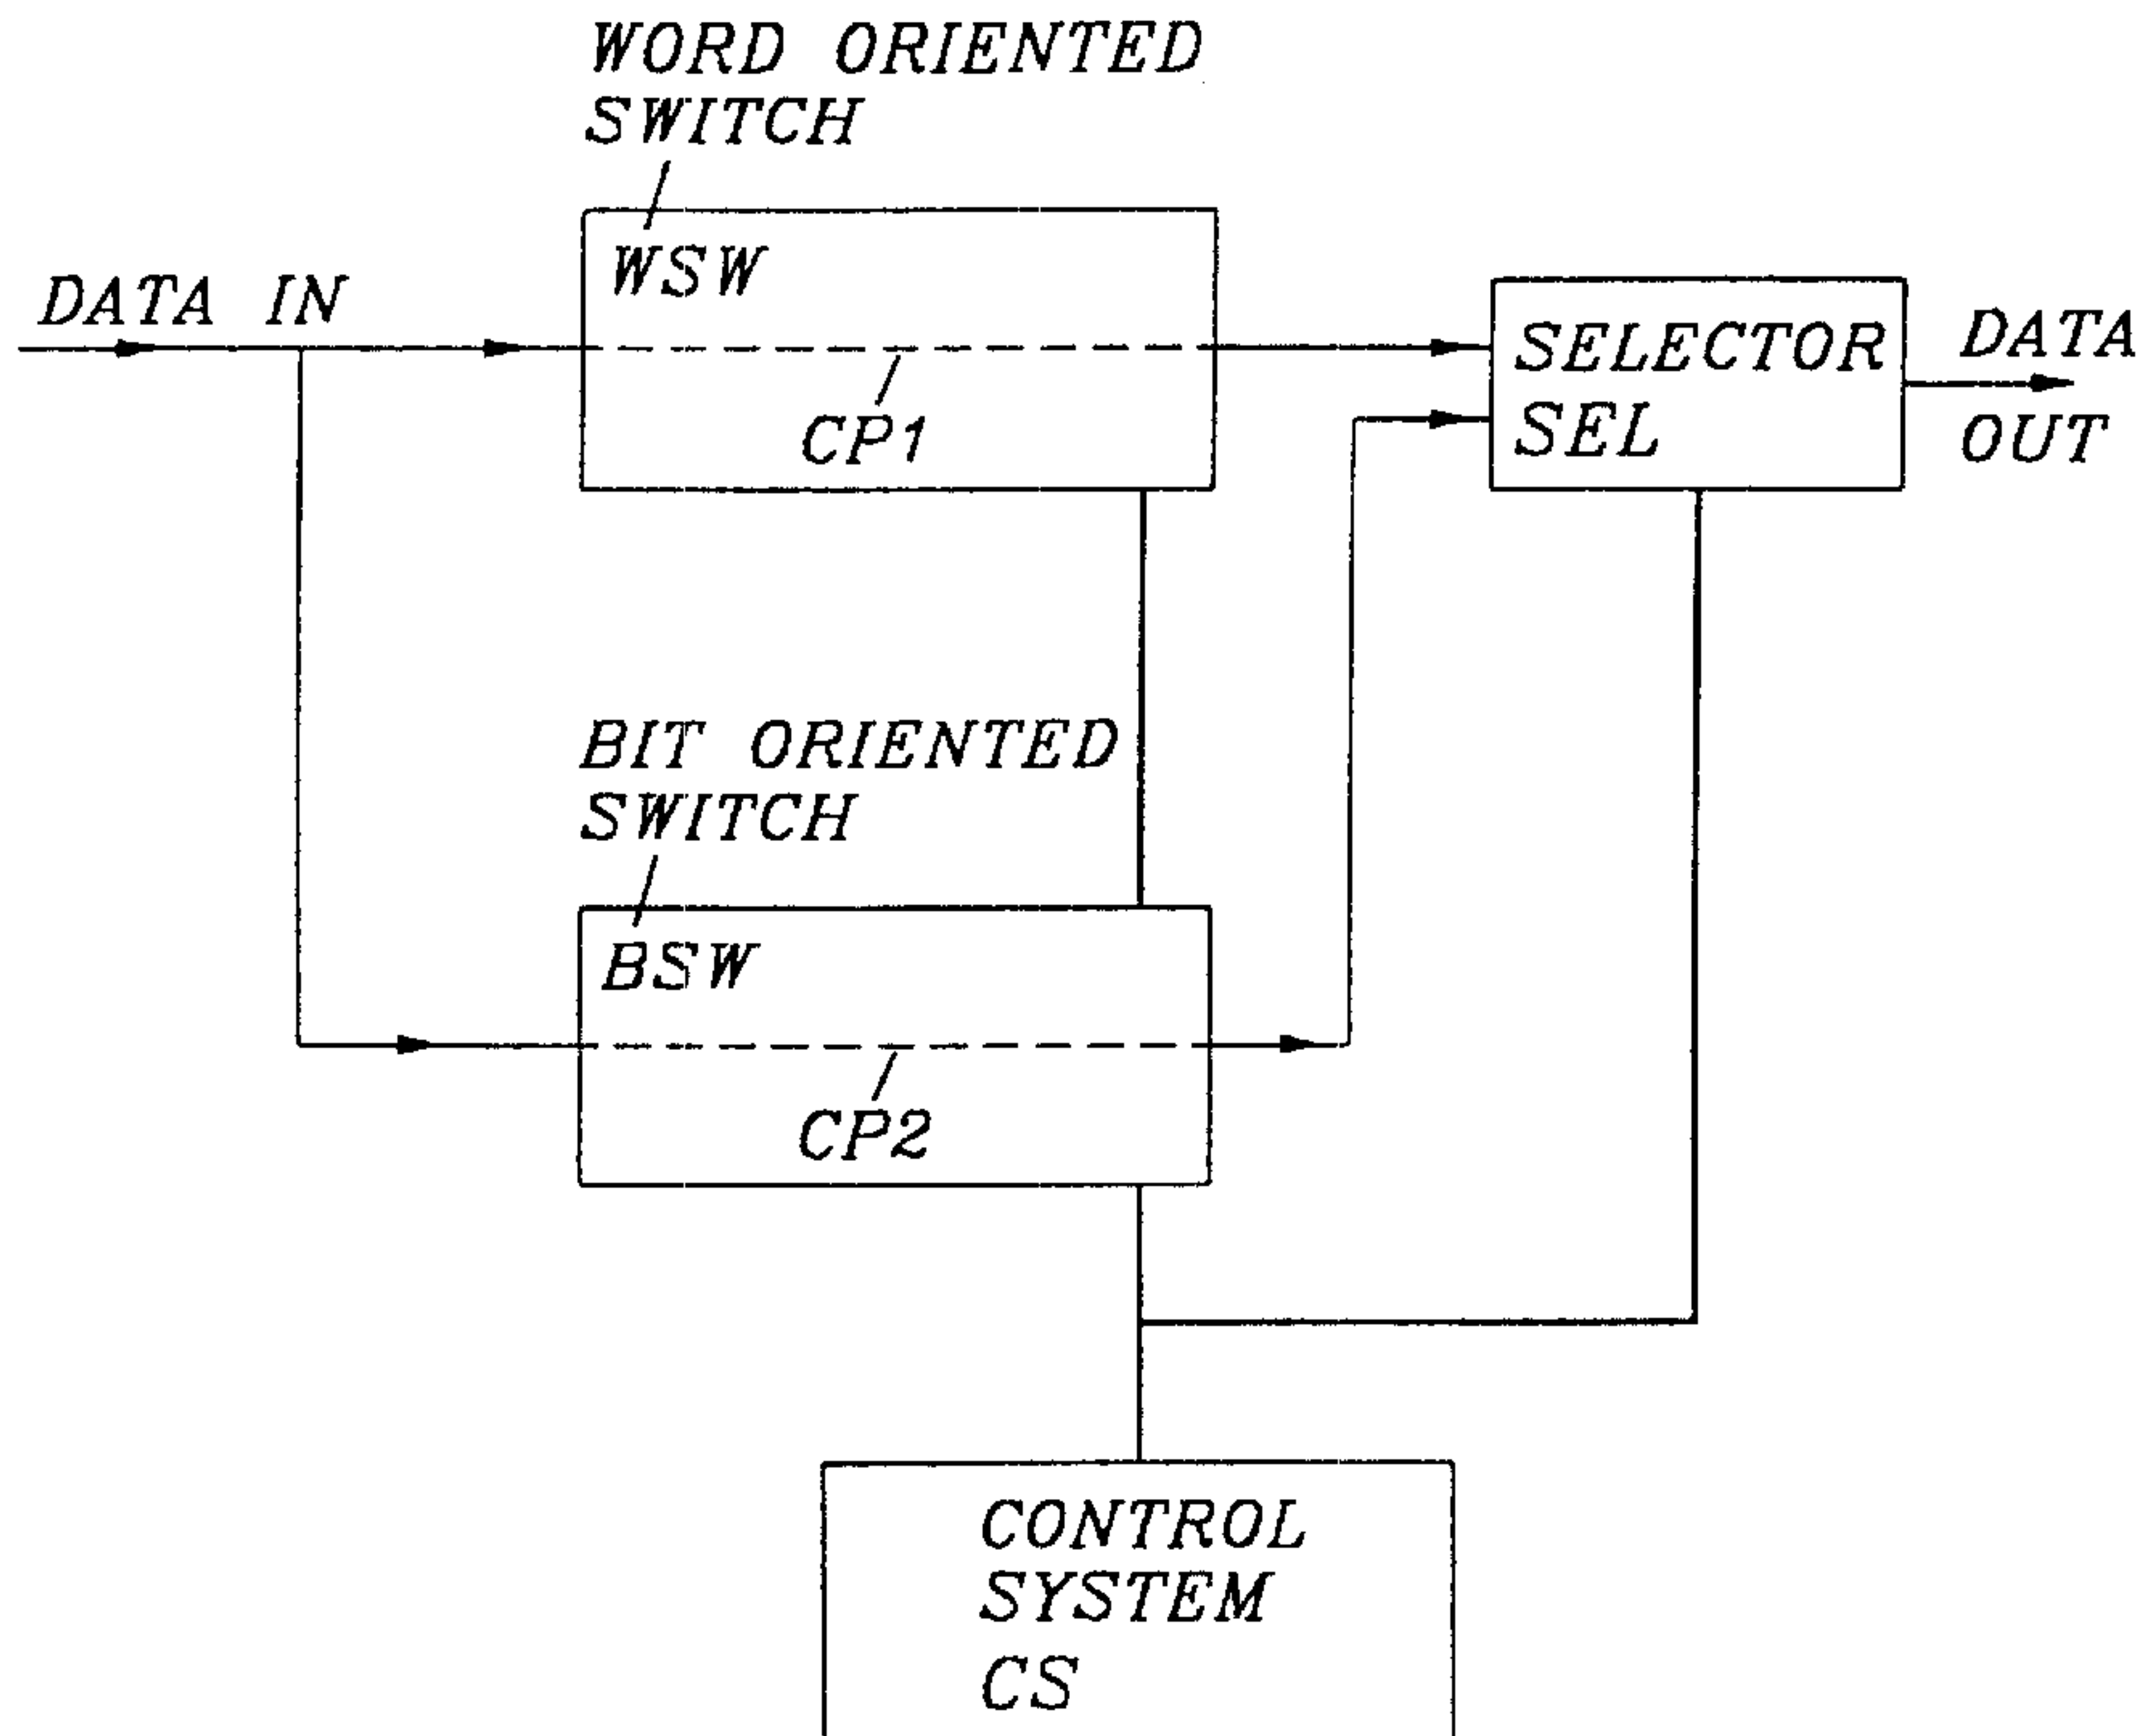 WORD ORIENTED
SWITCH
WSW
DATA IN
CP1
SELECTOR
SEL
DATA
OUT
BIT ORIENTED
SWITCH
BSW
CP2
CONTROL
SYSTEM
CS